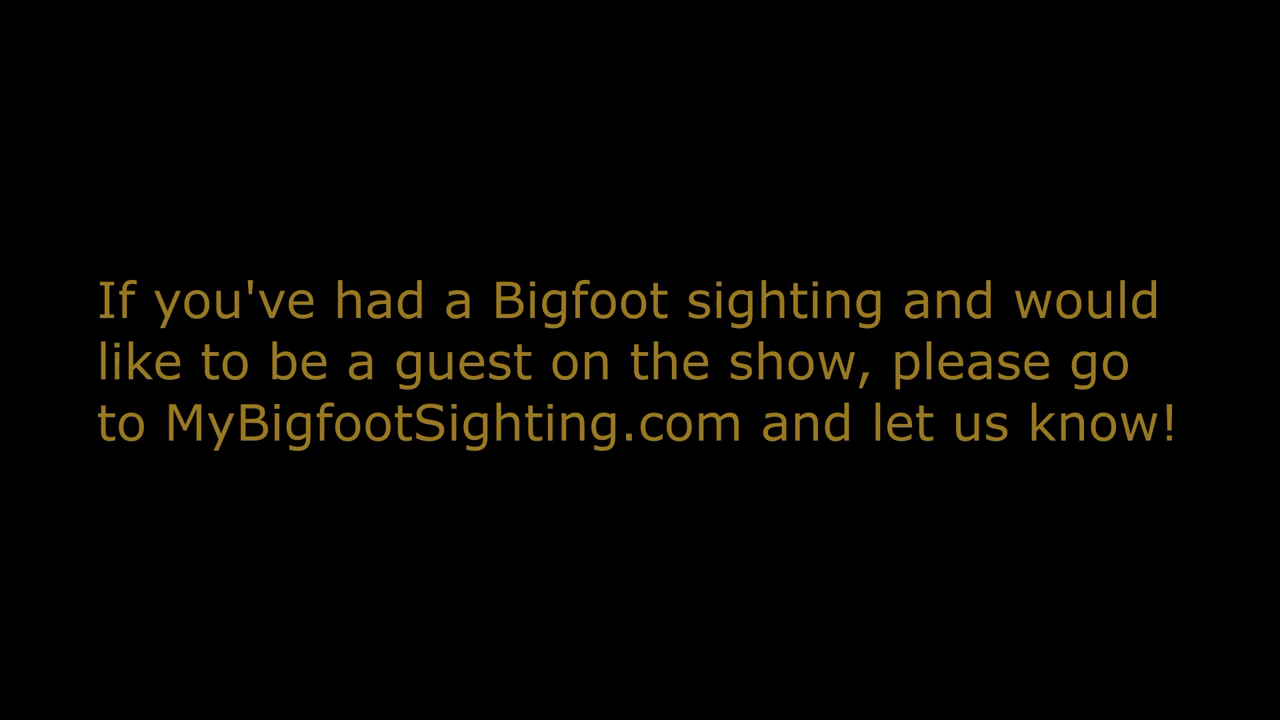 If you've had a Bigfoot sighting and would
like to be a guest on the show, please go
to MyBigfootSighting.com and let us know!